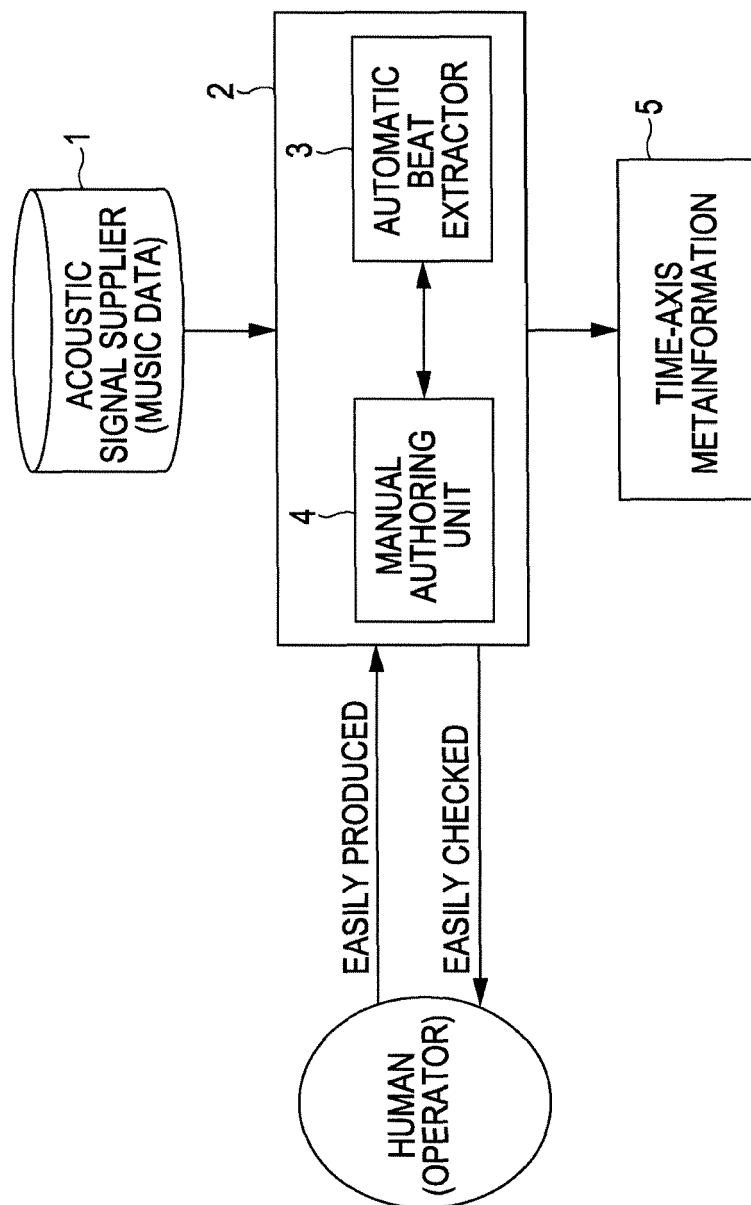 1
ACOUSTIC
SIGNAL SUPPLIER
(MUSIC DATA)
2
4
MANUAL
AUTHORING
UNIT
3
AUTOMATIC
BEAT
EXTRACTOR
EASILY PRODUCED
EASILY CHECKED
HUMAN
(OPERATOR)
5
TIME-AXIS
METAINFORMATION